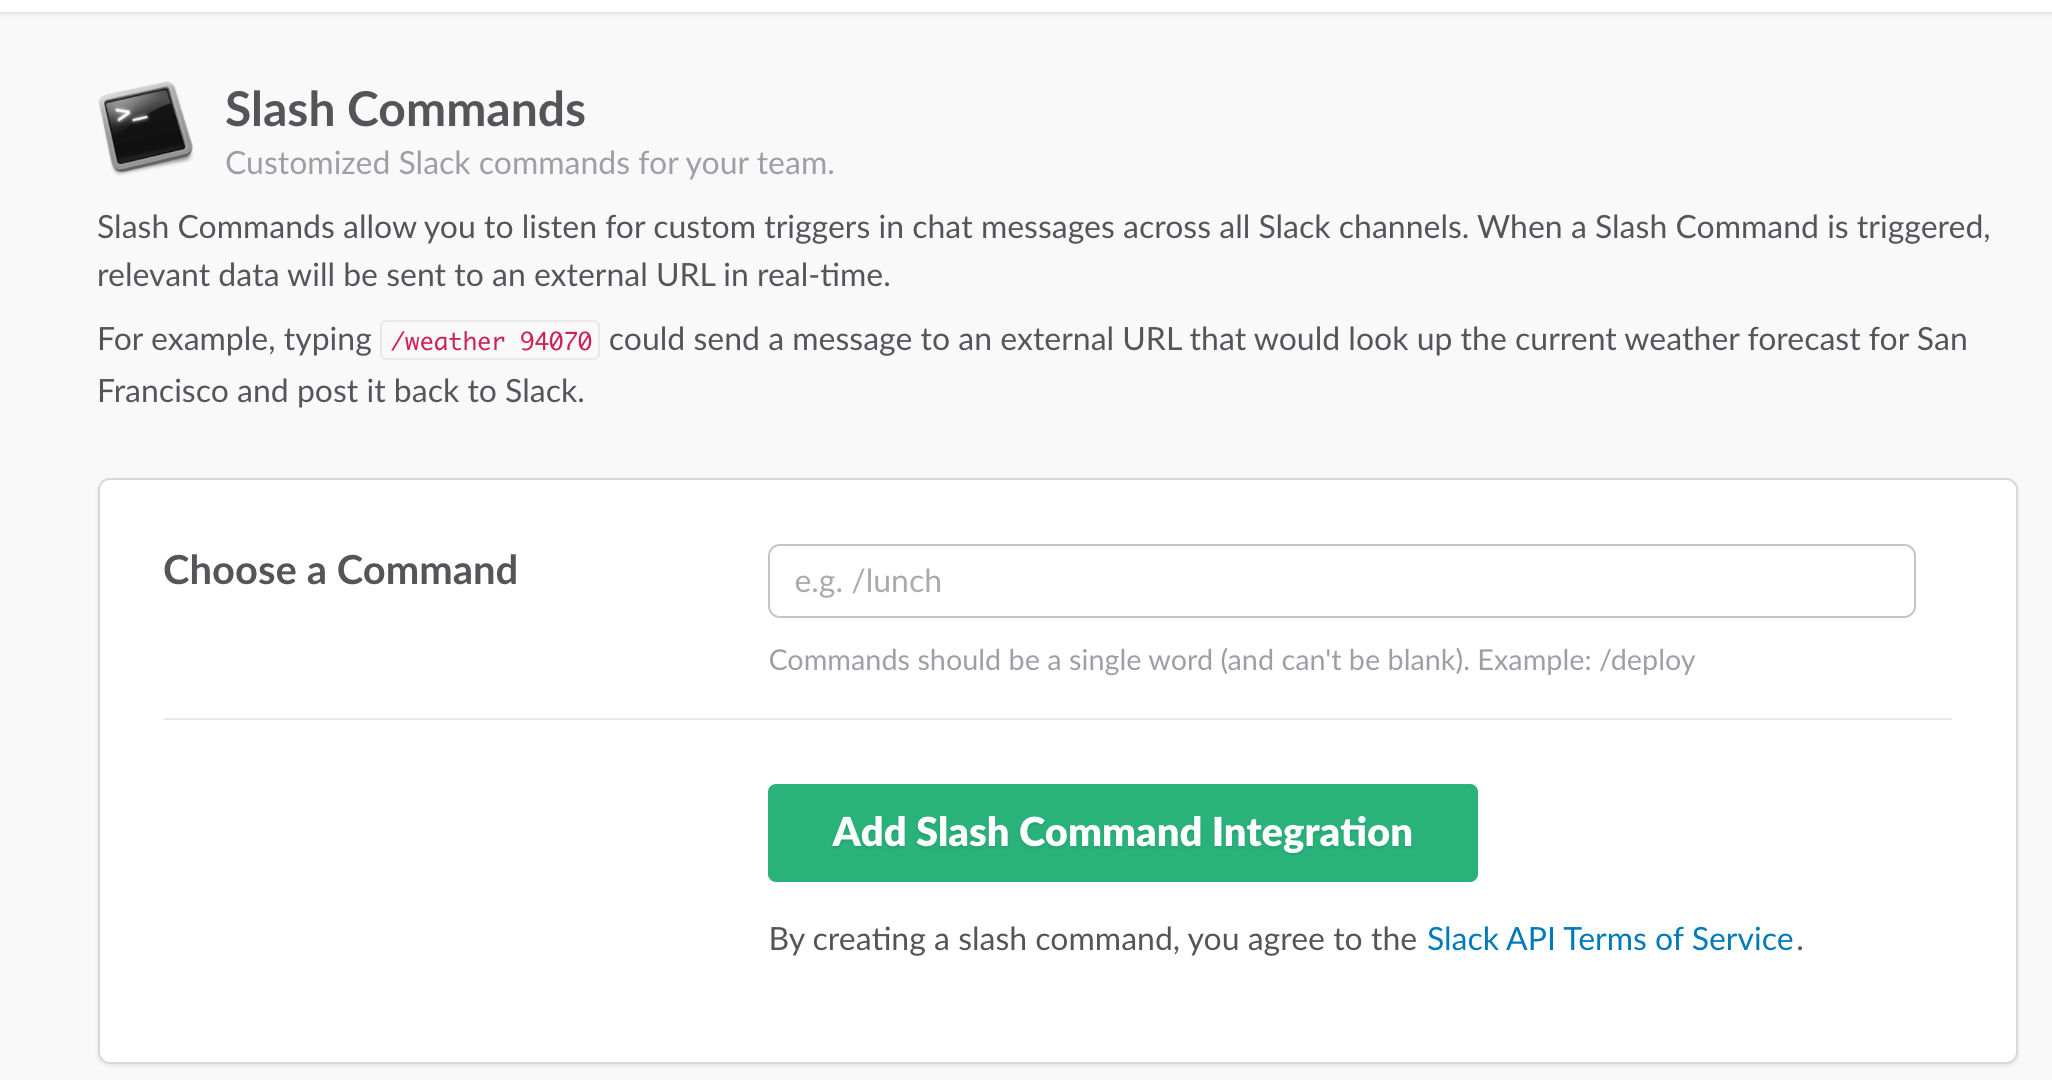 >_
Slash Commands
Customized Slack commands for your team.
Slash Commands allow you to listen for custom triggers in chat messages across all Slack channels. When a Slash Command is triggered,
relevant data will be sent to an external URL in real-time.
For example, typing /weather 94070 could send a message to an external URL that would look up the current weather forecast for San
Francisco and post it back to Slack.
Choose a Command
e.g. /lunch
Commands should be a single word (and can't be blank). Example: /deploy
Add Slash Command Integration
By creating a slash command, you agree to the Slack API Terms of Service.